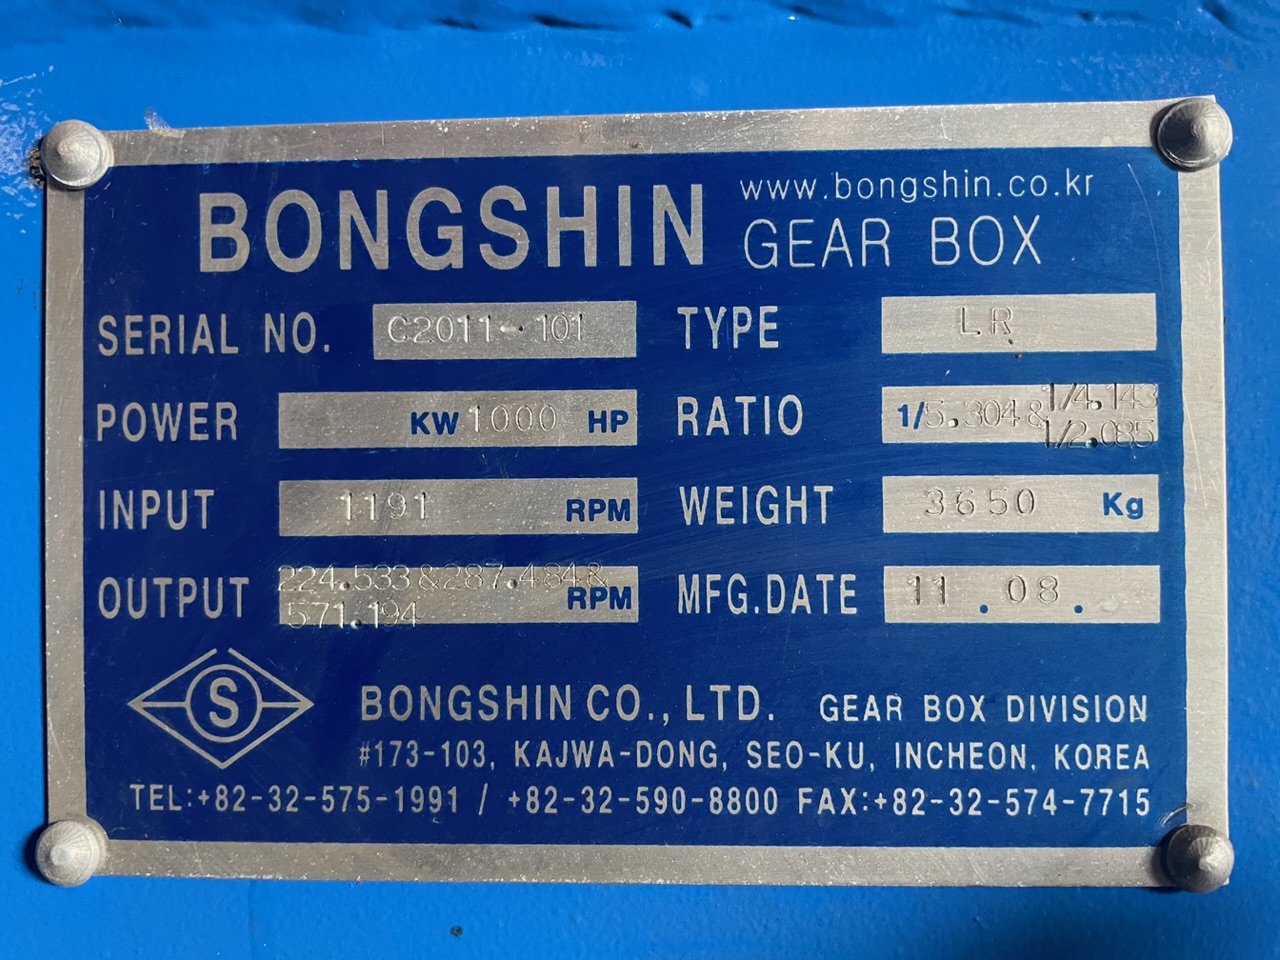 BONGSHIN www.bongshin.co.kr
GEAR BOX
SERIAL NO. C2011-101 TYPE LR
POWER KW 1000 HP RATIO 1/5.304 & 1/4.143
1/2.085
INPUT 1191 RPM WEIGHT 3650 Kg
OUTPUT 224.533 & 287.484 &
571.194 RPM MFG.DATE 11 . 08 .
S
BONGSHIN CO., LTD. GEAR BOX DIVISION
#173-103, KAJWA-DONG, SEO-KU, INCHEON, KOREA
TEL:+82-32-575-1991 / +82-32-590-8800 FAX:+82-32-574-7715